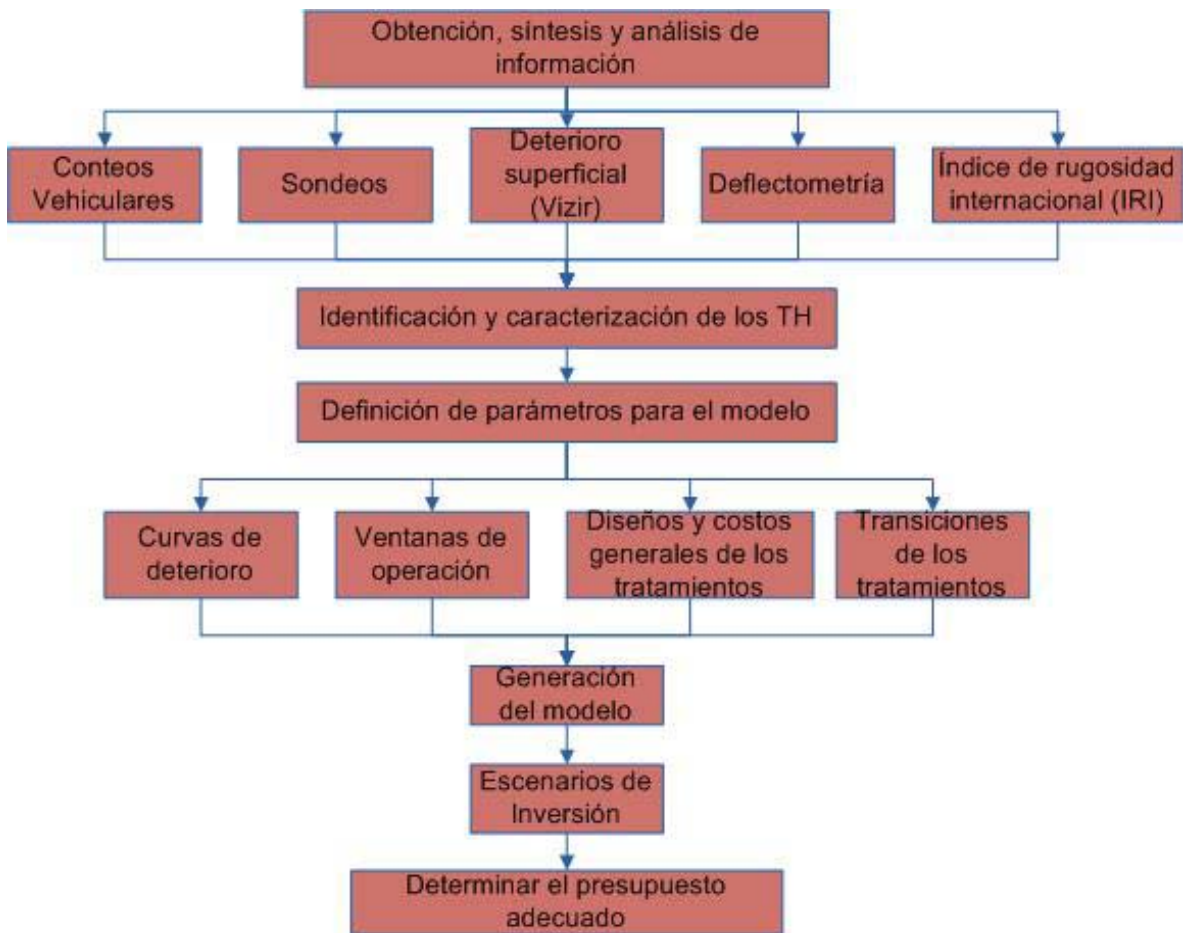 Obtención, síntesis y análisis de
información
Conteos
Vehiculares
Sondeos
Deterioro
superficial
(Vizir)
Deflectometría
Índice de rugosidad
internacional (IRI)
Identificación y caracterización de los TH
Definición de parámetros para el modelo
Curvas de
deterioro
Ventanas de
operación
Diseños y costos
generales de los
tratamientos
Transiciones
de los
tratamientos
Generación
del modelo
Escenarios de
Inversión
Determinar el presupuesto
adecuado